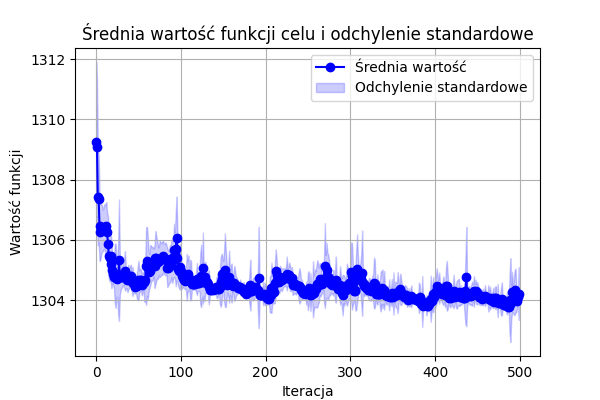 Średnia wartość funkcji celu i odchylenie standardowe
1312
1310
1308
1306
1304
Wartość funkcji
Średnia wartość
Odchylenie standardowe
0 100 200 300 400 500
Iteracja